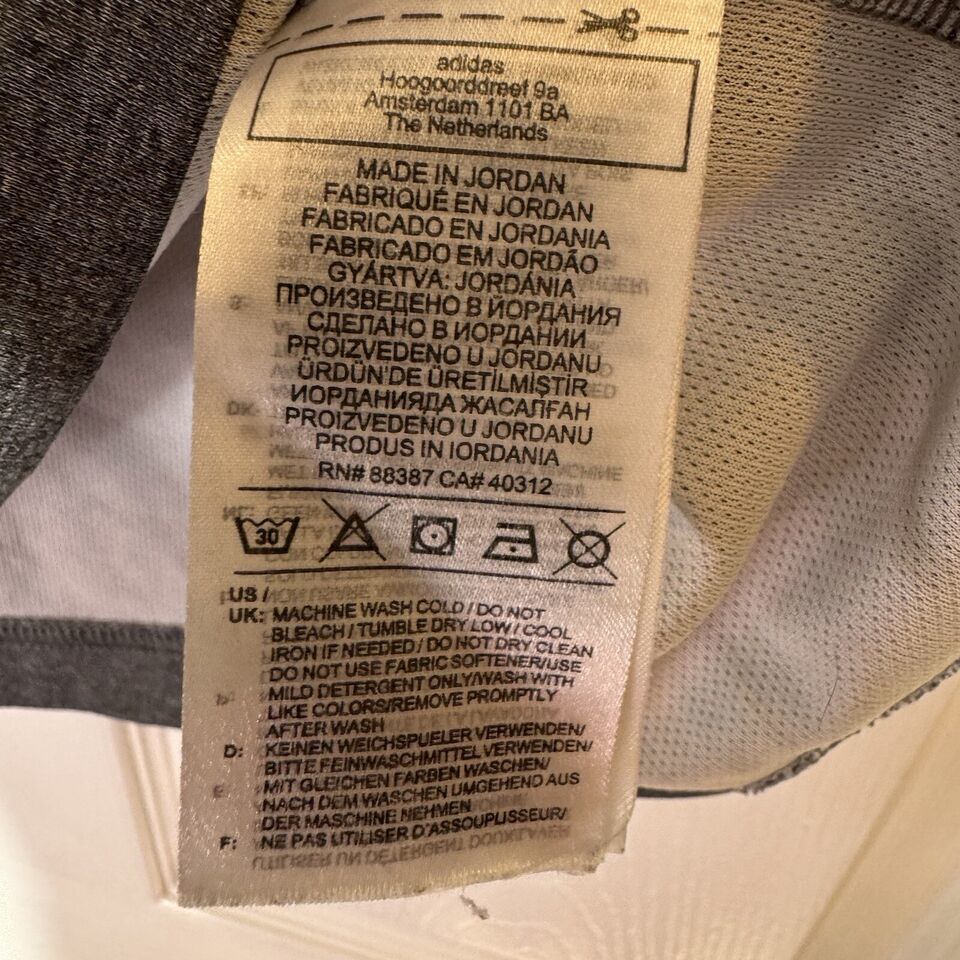 adidas
Hoogoorddreef 9a
Amsterdam 1101 BA
The Netherlands
MADE IN JORDAN
FABRIQUÉ EN JORDAN
FABRICADO EN JORDANIA
FABRICADO EM JORDÃO
GYÁRTVA: JORDÁNIA
ПРОИЗВЕДЕНО В ЙОРДАНИЯ
СДЕЛАНО В ИОРДАНИИ
PROIZVEDENO U JORDANU
ÜRDÜN'DE ÜRETİLMİŞTİR
ИОРДАНИЯДА ЖАСАЛҒАН
PROIZVEDENO U JORDANU
PRODUS IN IORDANIA
RN# 88387 CA# 40312
30
US /
UK: MACHINE WASH COLD / DO NOT
BLEACH / TUMBLE DRY LOW / COOL
IRON IF NEEDED / DO NOT DRY CLEAN
DO NOT USE FABRIC SOFTENER/USE
MILD DETERGENT ONLY/WASH WITH
LIKE COLORS/REMOVE PROMPTLY
AFTER WASH
D: KEINEN WEICHSPUELER VERWENDEN/
BITTE FEINWASCHMITTEL VERWENDEN/
MIT GLEICHEN FARBEN WASCHEN/
NACH DEM WASCHEN UMGEHEND AUS
DER MASCHINE NEHMEN
F: NE PAS UTILISER D'ASSOUPLISSEUR/